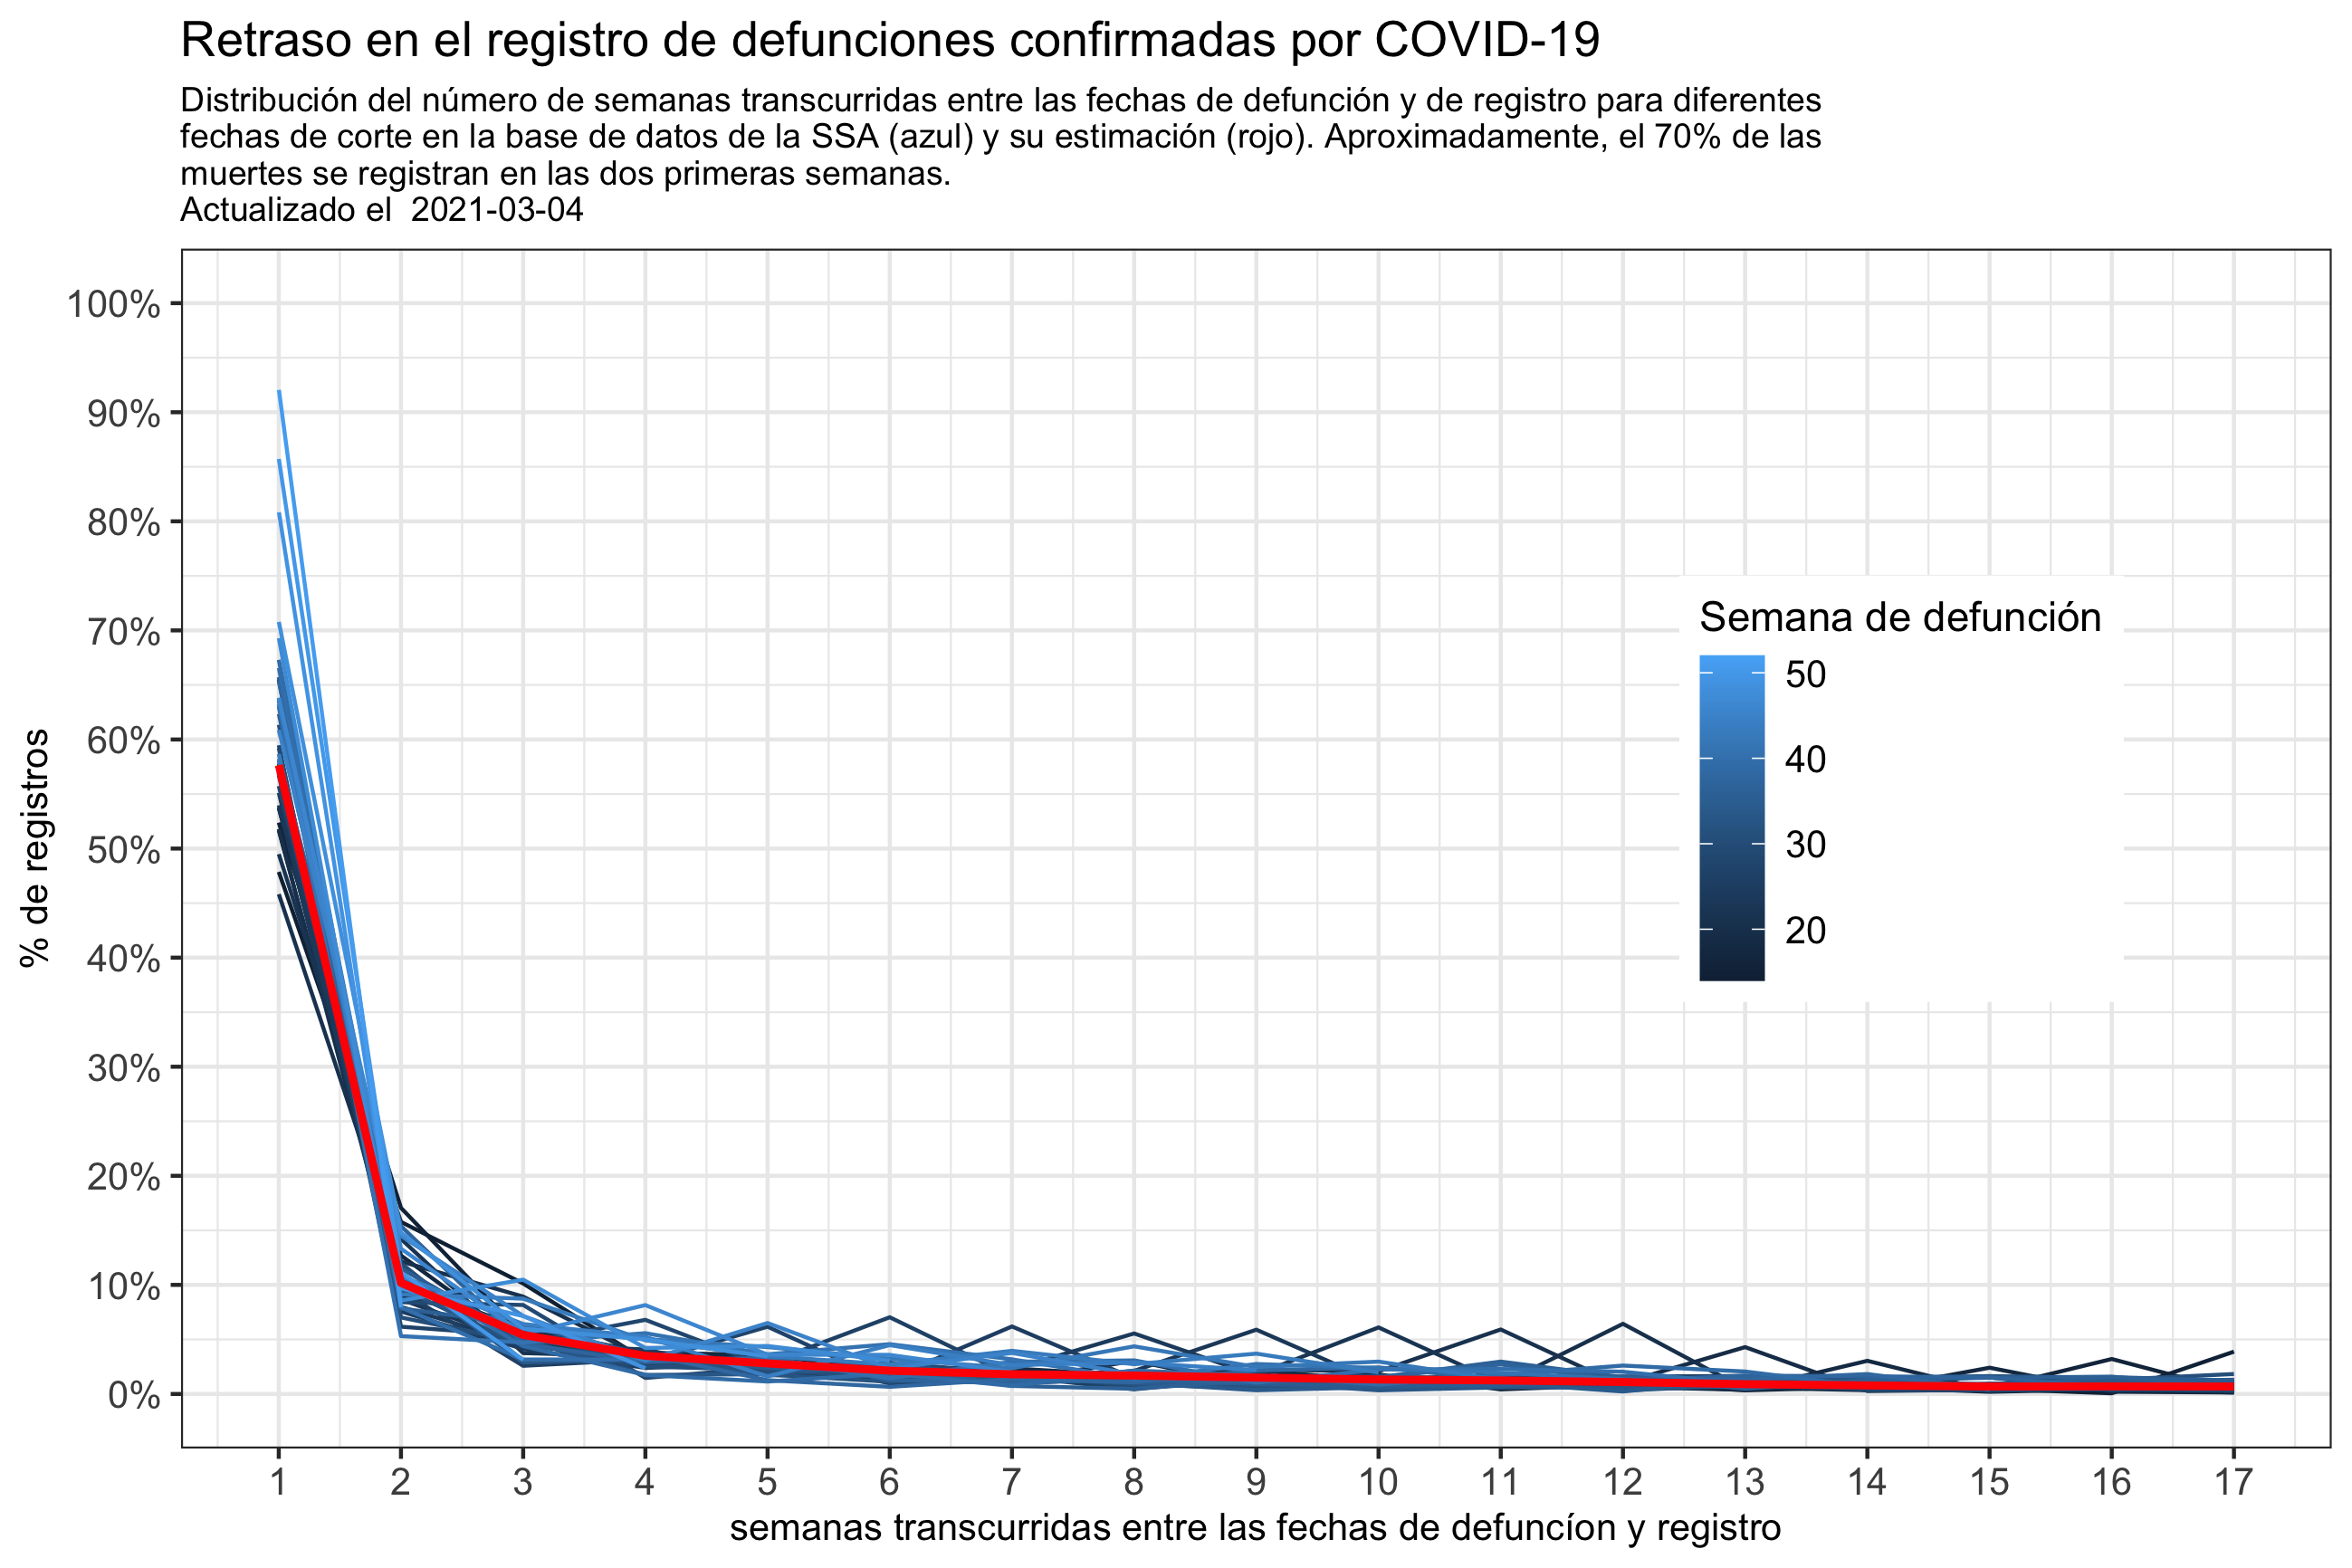 Retraso en el registro de defunciones confirmadas por COVID-19
Distribución del número de semanas transcurridas entre las fechas de defunción y de registro para diferentes
fechas de corte en la base de datos de la SSA (azul) y su estimación (rojo). Aproximadamente, el 70% de las
muertes se registran en las dos primeras semanas.
Actualizado el  2021-03-04
100%
90%
80%
70%
60%
50%
40%
30%
20%
10%
0%
% de registros
Semana de defunción
50
40
30
20
1 2 3 4 5 6 7 8 9 10 11 12 13 14 15 16 17
semanas transcurridas entre las fechas de defuncíon y registro